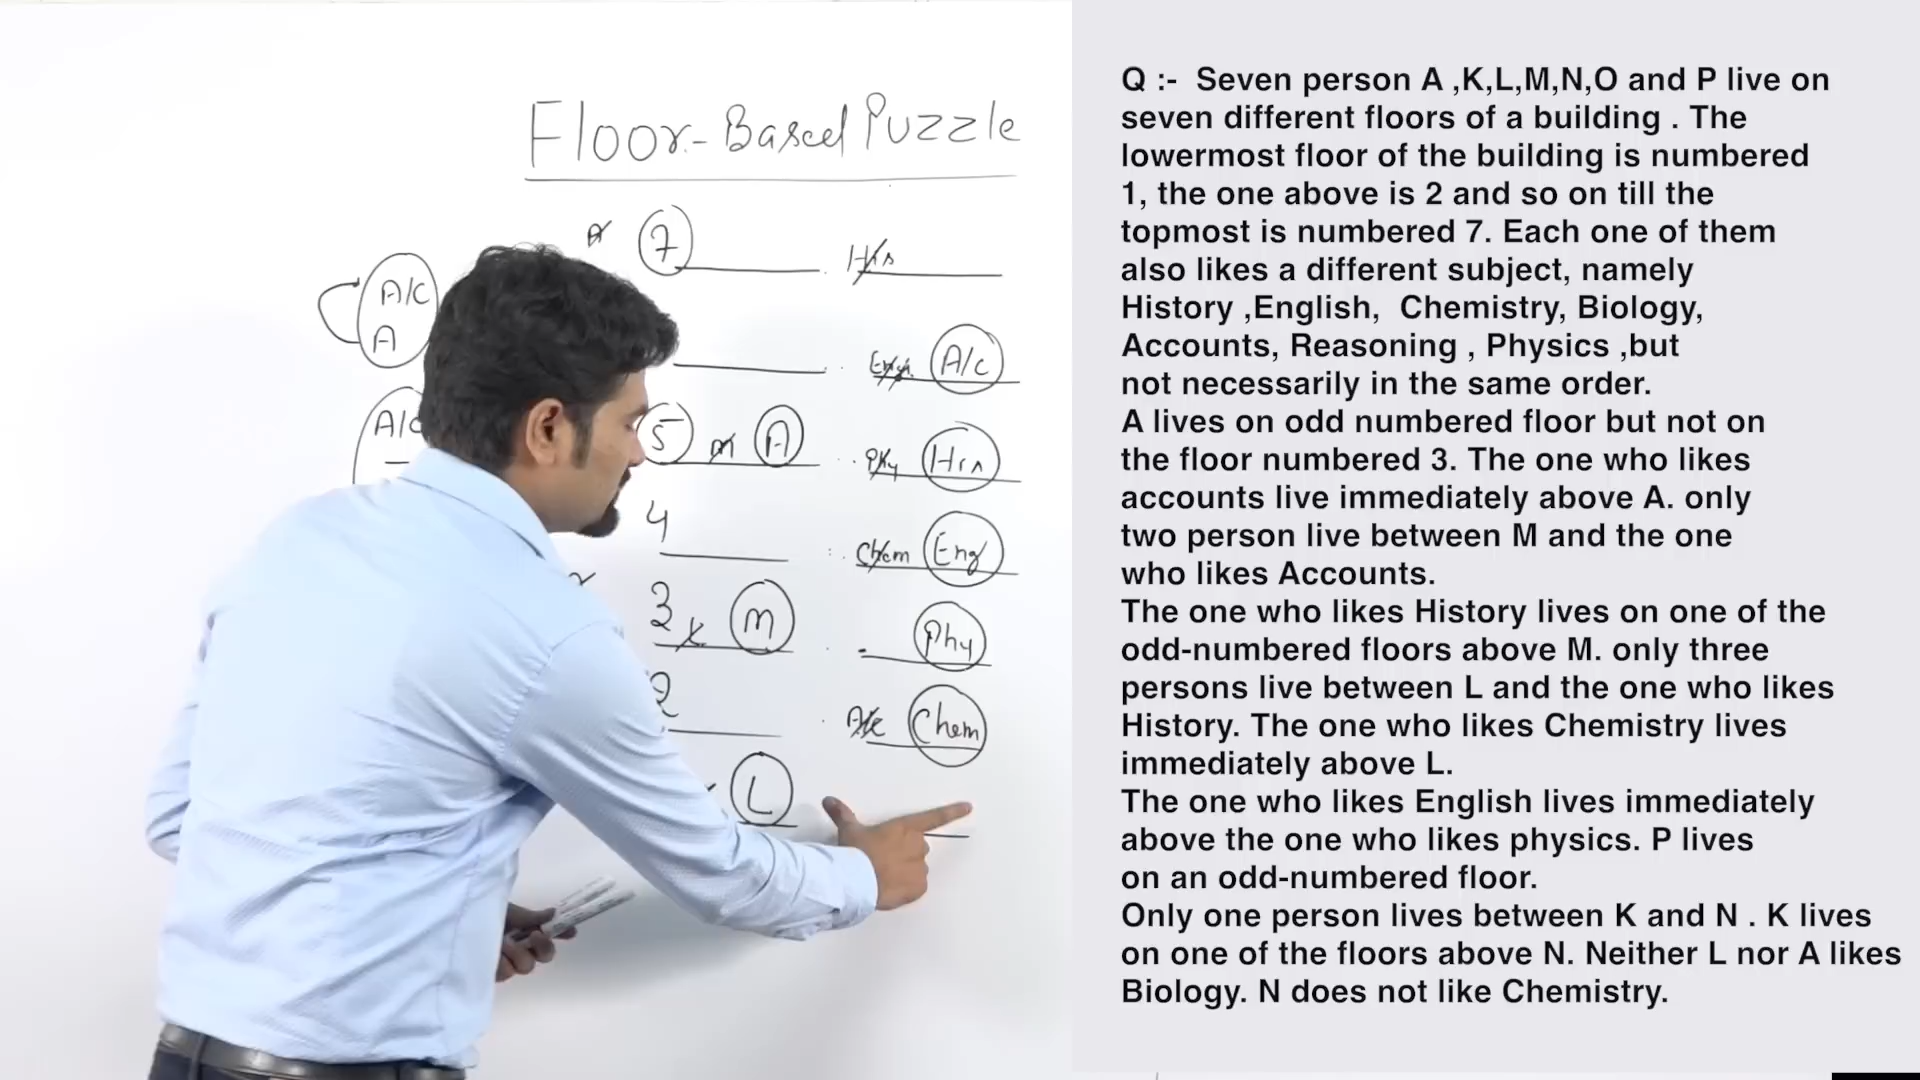 Floor-Based Puzzle
A 7 His
A/C
A
Engl. A/C
A/C
5 M A Phy His
4 Chem Eng
3 K M Phy
2 A/c Chem
L
Q :- Seven person A ,K,L,M,N,O and P live on
seven different floors of a building . The
lowermost floor of the building is numbered
1, the one above is 2 and so on till the
topmost is numbered 7. Each one of them
also likes a different subject, namely
History ,English, Chemistry, Biology,
Accounts, Reasoning , Physics ,but
not necessarily in the same order.
A lives on odd numbered floor but not on
the floor numbered 3. The one who likes
accounts live immediately above A. only
two person live between M and the one
who likes Accounts.
The one who likes History lives on one of the
odd-numbered floors above M. only three
persons live between L and the one who likes
History. The one who likes Chemistry lives
immediately above L.
The one who likes English lives immediately
above the one who likes physics. P lives
on an odd-numbered floor.
Only one person lives between K and N . K lives
on one of the floors above N. Neither L nor A likes
Biology. N does not like Chemistry.